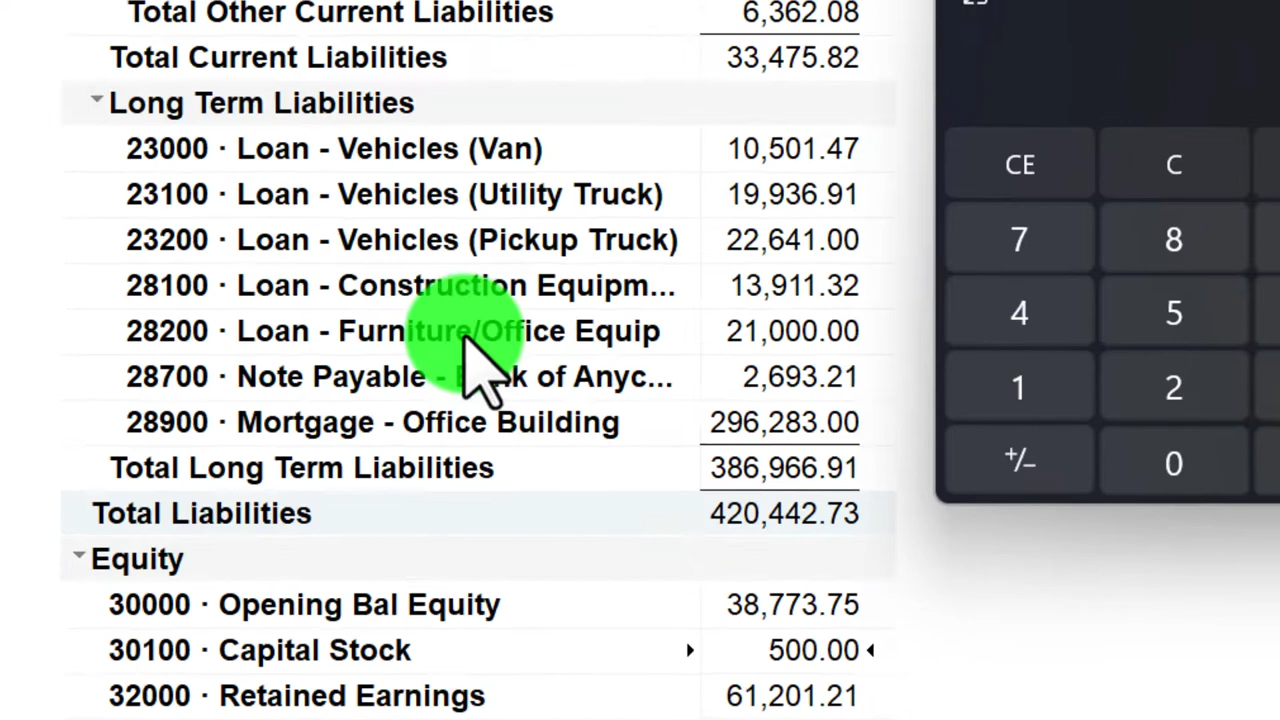 Total Other Current Liabilities 6,362.08
Total Current Liabilities 33,475.82
Long Term Liabilities
23000 · Loan - Vehicles (Van) 10,501.47
23100 · Loan - Vehicles (Utility Truck) 19,936.91
23200 · Loan - Vehicles (Pickup Truck) 22,641.00
28100 · Loan - Construction Equipm... 13,911.32
28200 · Loan - Furniture/Office Equip 21,000.00
28700 · Note Payable - of Anyc... 2,693.21
28900 · Mortgage - Office Building 296,283.00
Total Long Term Liabilities 386,966.91
Total Liabilities 420,442.73
Equity
30000 · Opening Bal Equity 38,773.75
30100 · Capital Stock 500.00
32000 · Retained Earnings 61,201.21
CE C
7 8
4 5
1 2
+/− 0